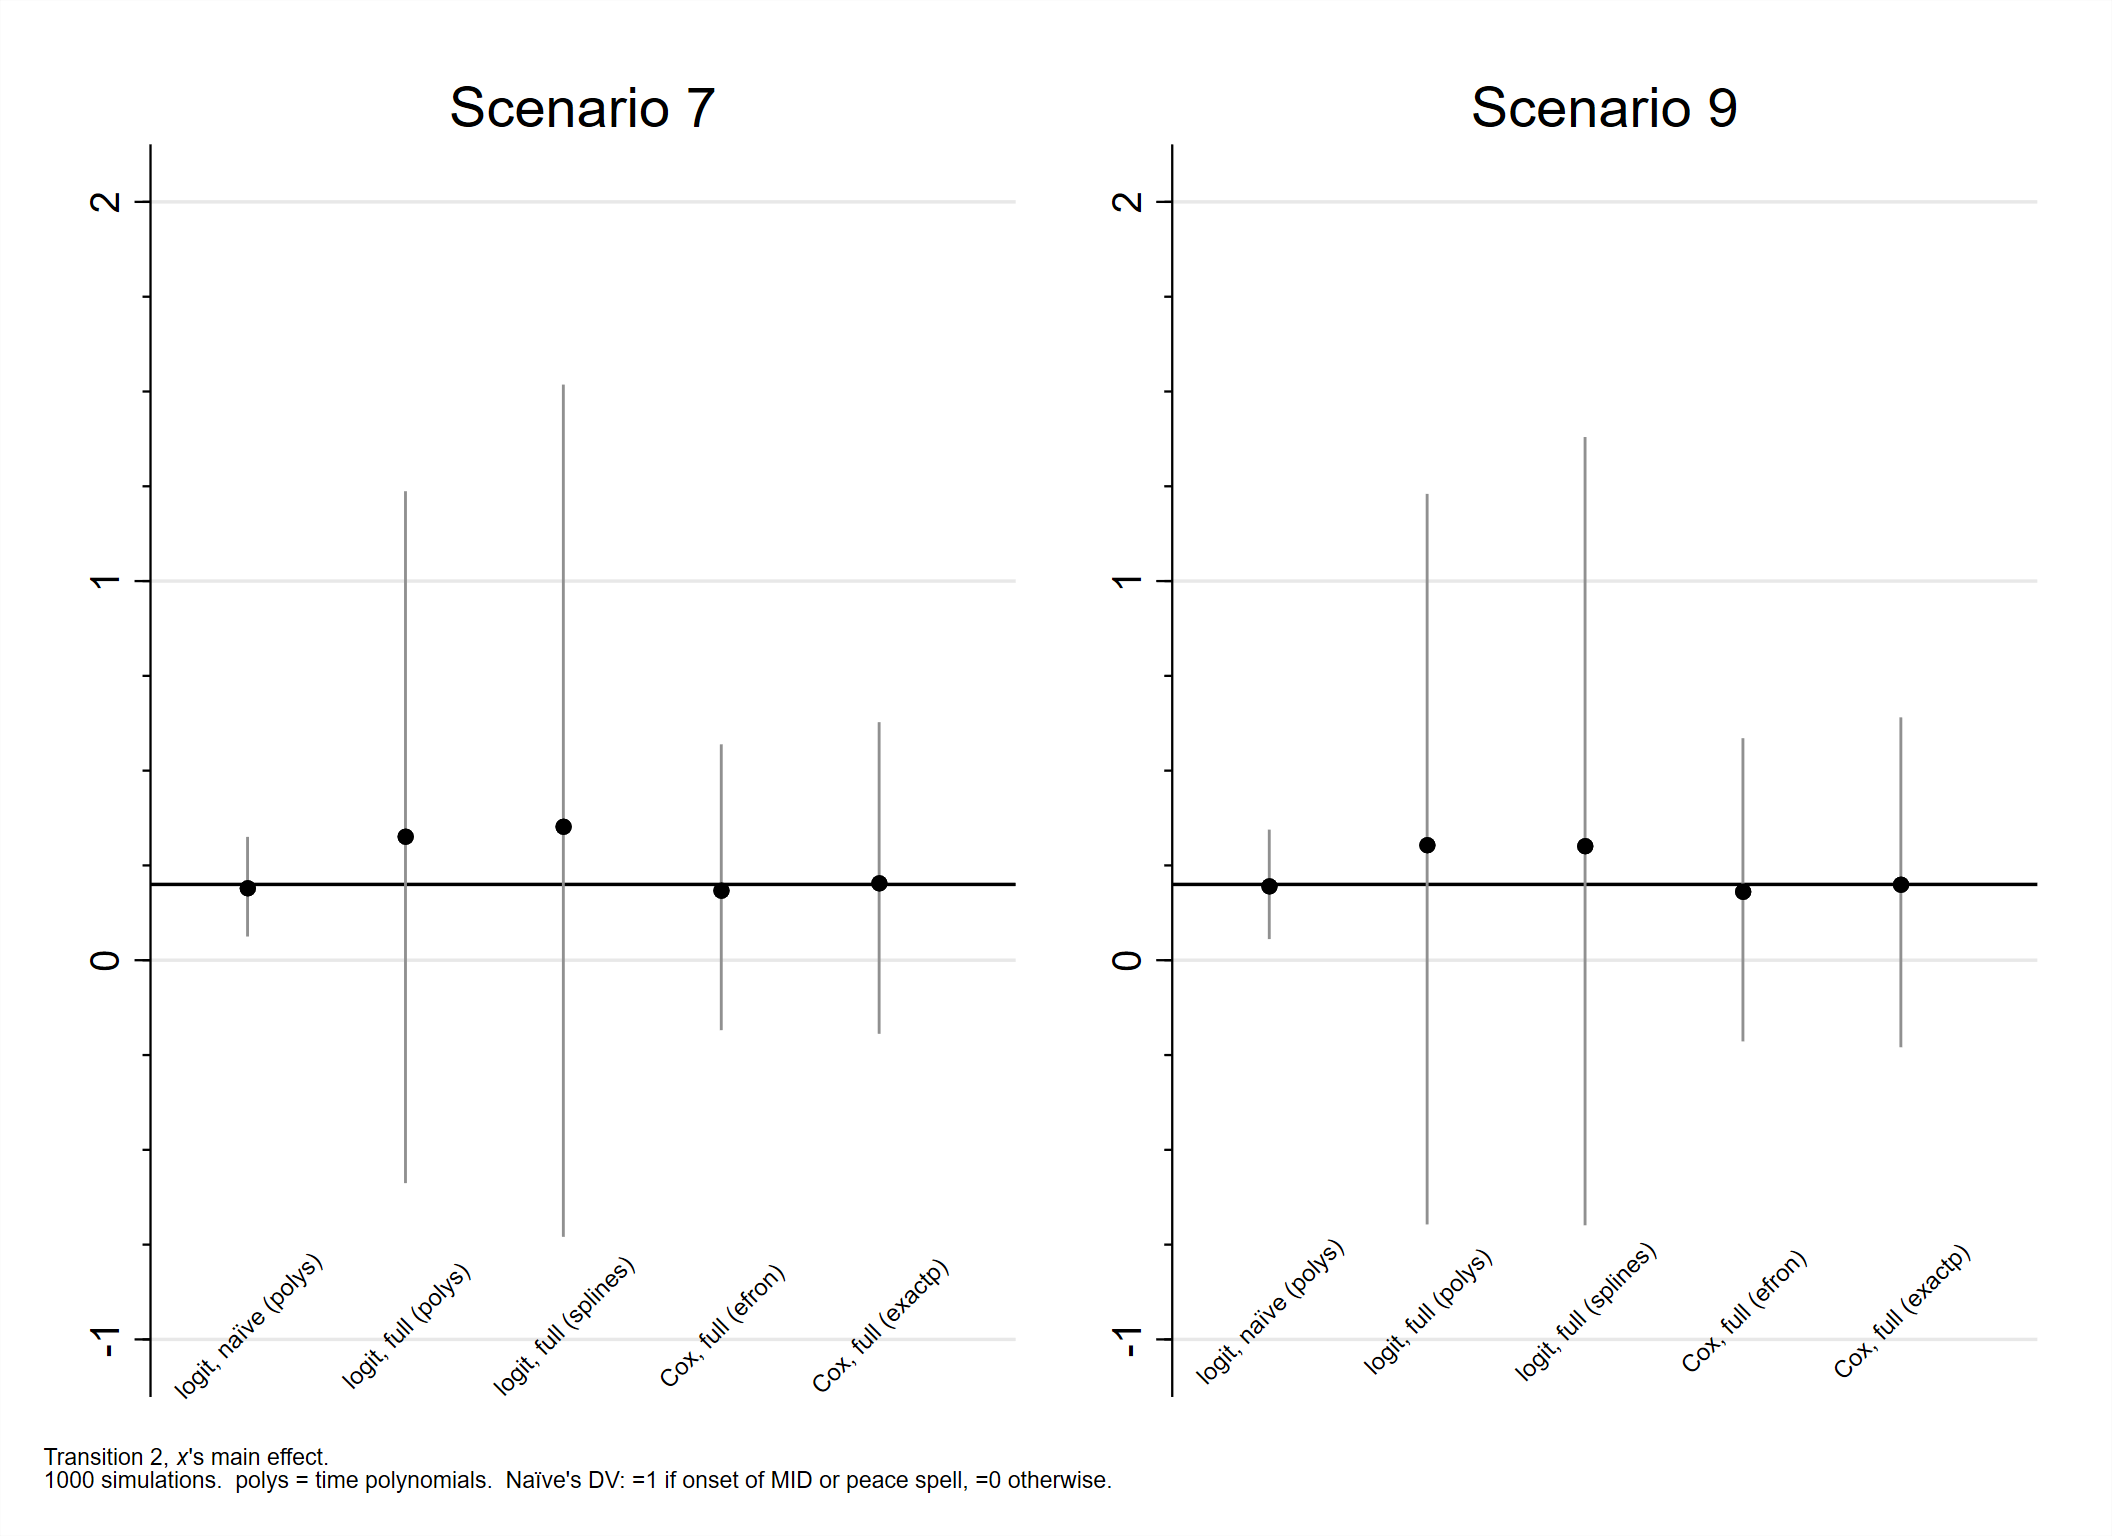 Scenario 7
2
1
0
-1
logit, naïve (polys)
logit, full (polys)
logit, full (splines)
Cox, full (efron)
Cox, full (exactp)
Scenario 9
2
1
0
-1
logit, naïve (polys)
logit, full (polys)
logit, full (splines)
Cox, full (efron)
Cox, full (exactp)
Transition 2, x's main effect.
1000 simulations.  polys = time polynomials.  Naïve's DV: =1 if onset of MID or peace spell, =0 otherwise.